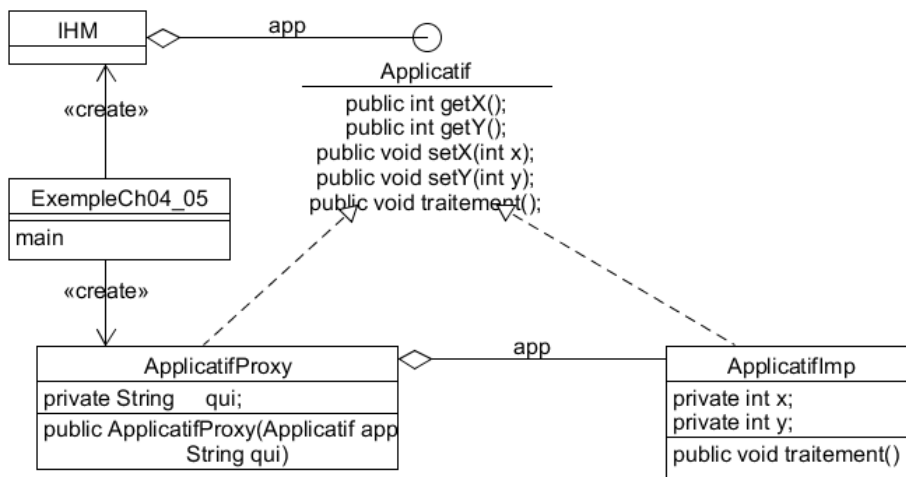 IHM
app
Applicatif
public int getX();
public int getY();
public void setX(int x);
public void setY(int y);
public void traitement();
«create»
ExempleCh04_05
main
«create»
ApplicatifProxy
private String qui;
public ApplicatifProxy(Applicatif app
String qui)
app
ApplicatifImp
private int x;
private int y;
public void traitement()